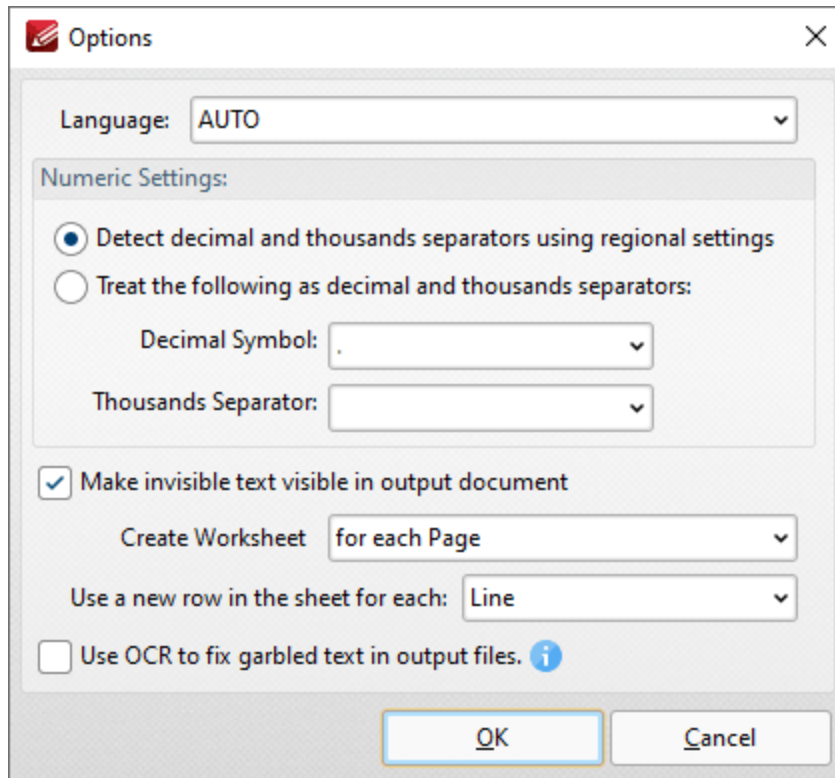 Options
Language: AUTO
Numeric Settings:
Detect decimal and thousands separators using regional settings
Treat the following as decimal and thousands separators:
Decimal Symbol: .
Thousands Separator:
Make invisible text visible in output document
Create Worksheet for each Page
Use a new row in the sheet for each: Line
Use OCR to fix garbled text in output files. i
OK Cancel